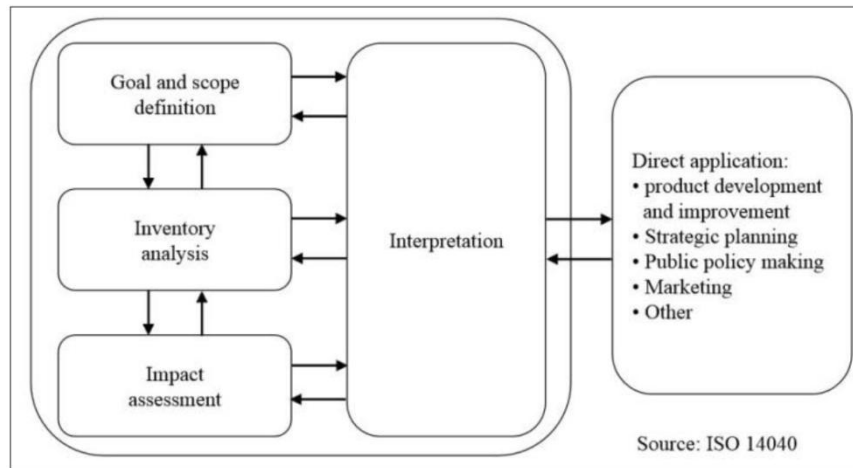 Goal and scope
definition
Inventory
analysis
Impact
assessment
Interpretation
Direct application:
• product development
and improvement
• Strategic planning
• Public policy making
• Marketing
• Other
Source: ISO 14040